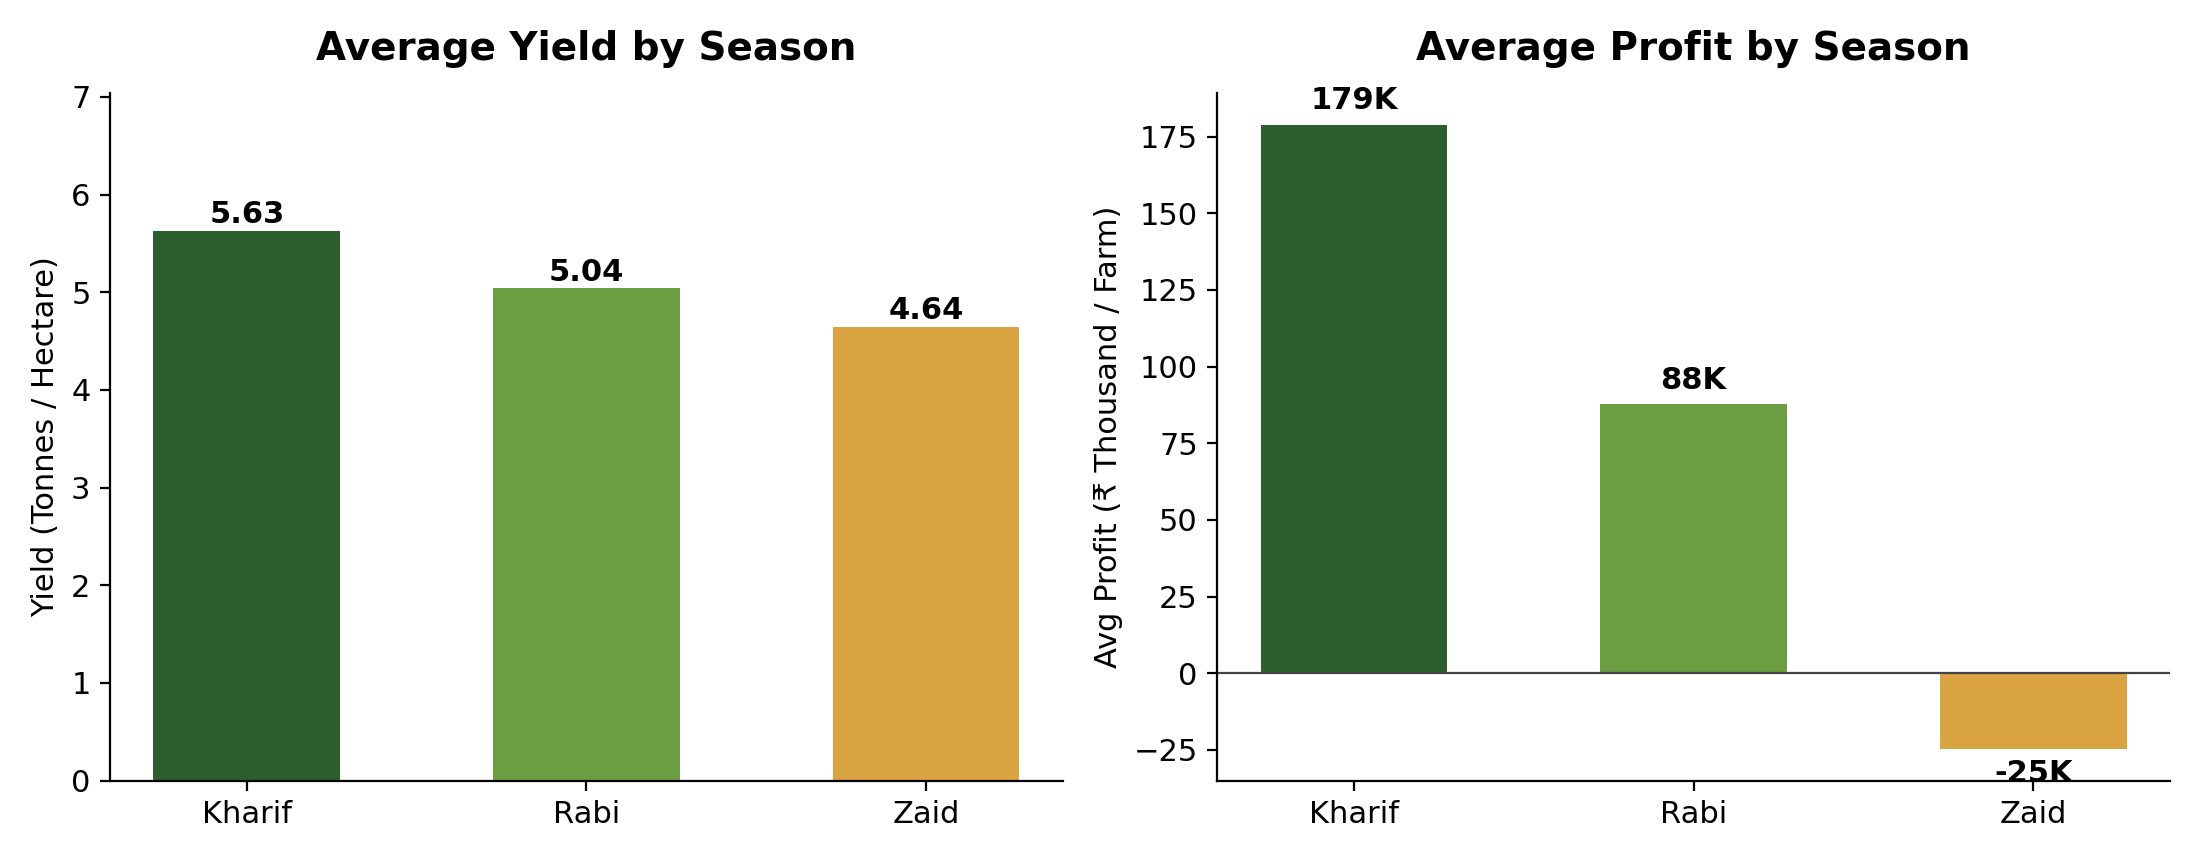 Average Yield by Season
Yield (Tonnes / Hectare)
7
6
5
4
3
2
1
0
5.63
5.04
4.64
Kharif
Rabi
Zaid
Average Profit by Season
Avg Profit (₹ Thousand / Farm)
175
150
125
100
75
50
25
0
−25
179K
88K
-25K
Kharif
Rabi
Zaid